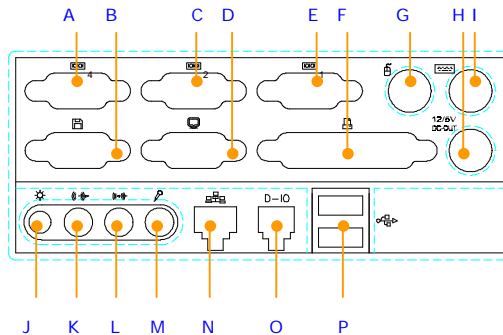 A B C D E F G H I
4 2 1
12/5V
DC-OUT
D-IO
J K L M N O P